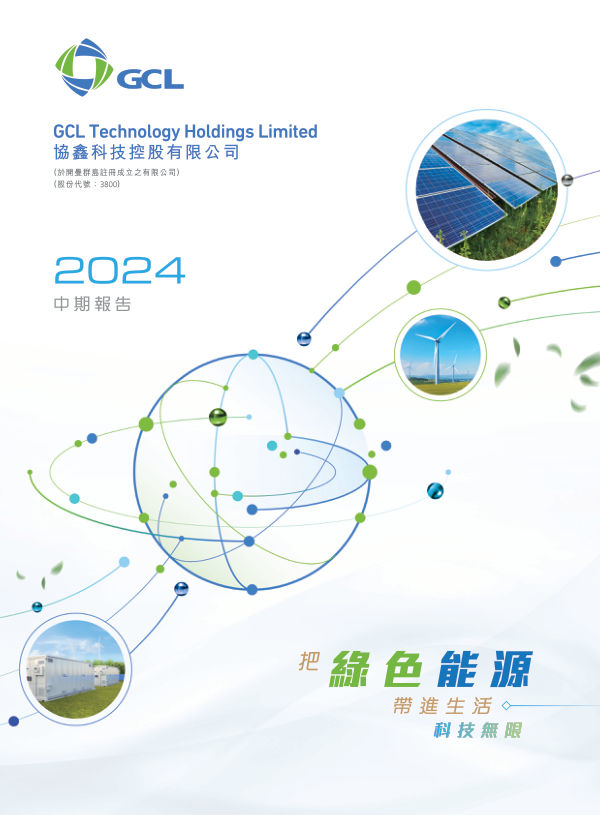 GCL
GCL Technology Holdings Limited
協鑫科技控股有限公司
(於開曼群島註冊成立之有限公司)
(股份代號：3800)
2024
中期報告
把 綠色能源
帶進生活
科技無限